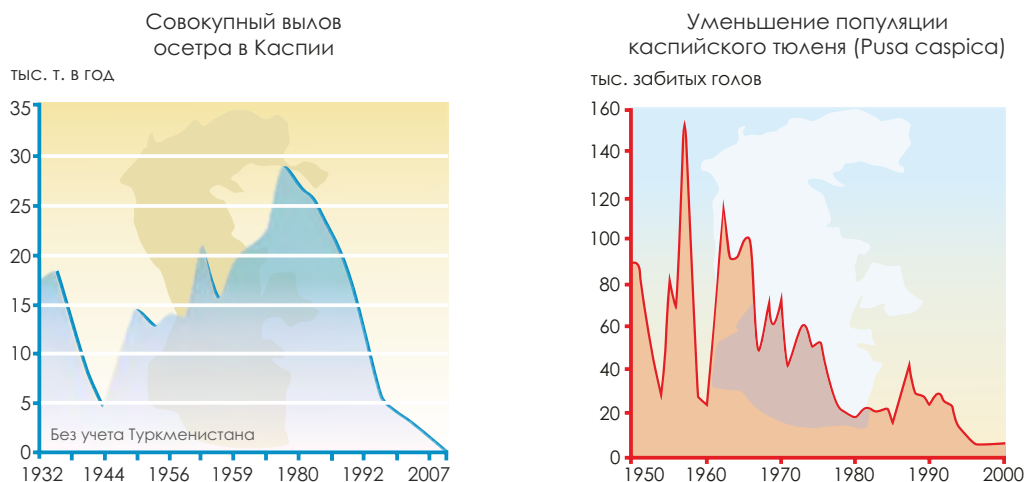 Совокупный вылов
осетра в Каспии
тыс. т. в год
35
30
25
20
15
10
5
0
Без учета Туркменистана
1932 1944 1956 1959 1980 1992 2007
Уменьшение популяции
каспийского тюленя (Pusa caspica)
тыс. забитых голов
160
140
120
100
80
60
40
20
0
1950 1960 1970 1980 1990 2000